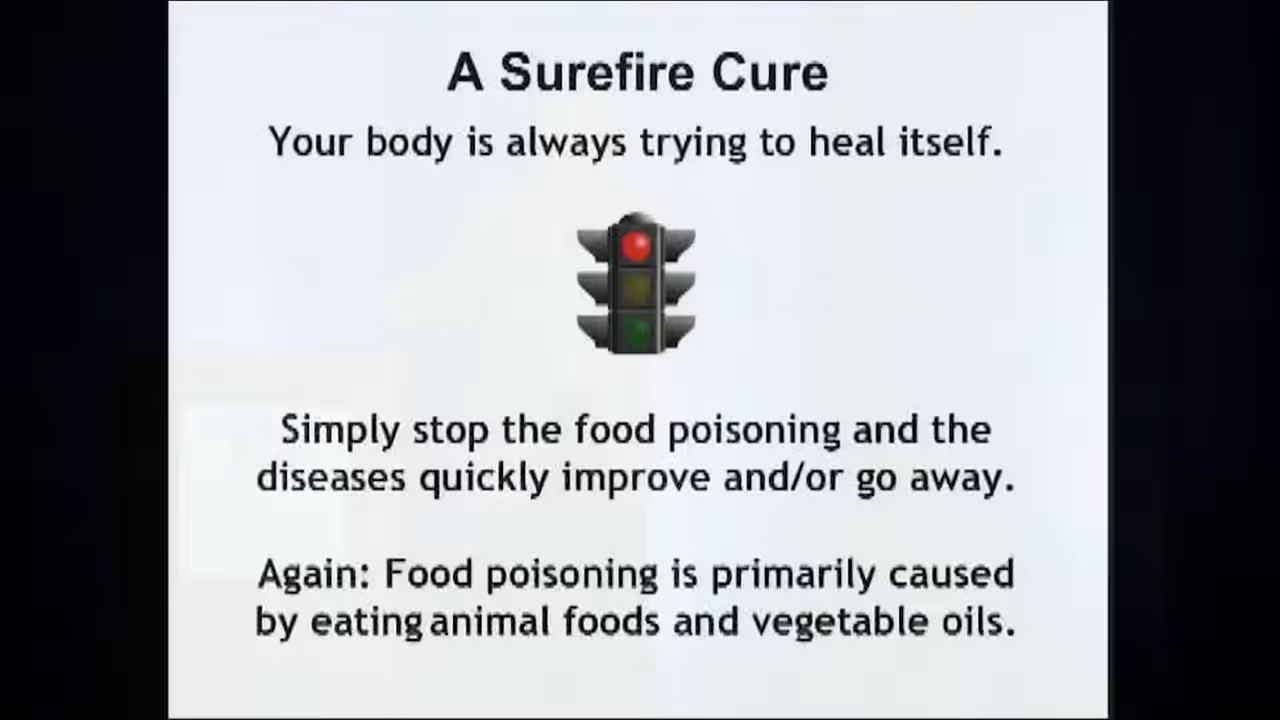 A Surefire Cure
Your body is always trying to heal itself.
Simply stop the food poisoning and the
diseases quickly improve and/or go away.
Again: Food poisoning is primarily caused
by eating animal foods and vegetable oils.